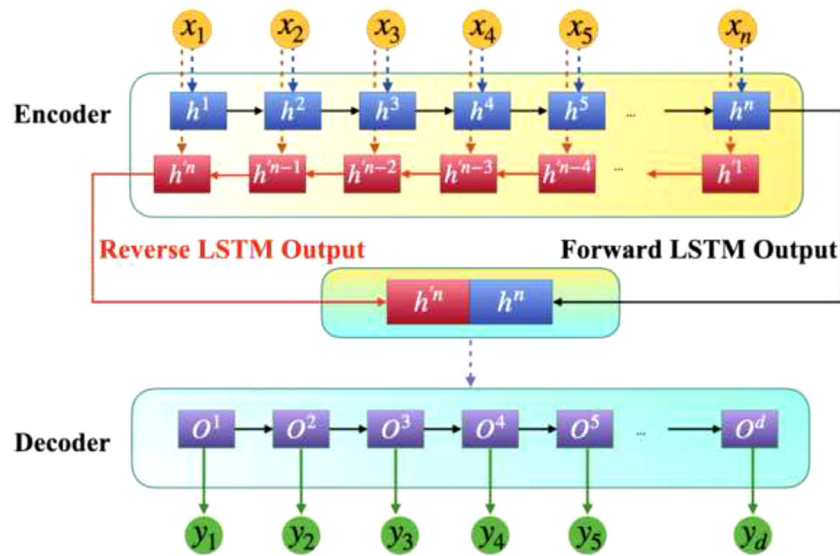 x₁ x₂ x₃ x₄ x₅ xₙ
Encoder h¹ h² h³ h⁴ h⁵ ... hⁿ
h'ⁿ h'ⁿ⁻¹ h'ⁿ⁻² h'ⁿ⁻³ h'ⁿ⁻⁴ ... h'¹
Reverse LSTM Output Forward LSTM Output
h'ⁿ hⁿ
Decoder O¹ O² O³ O⁴ O⁵ ... Oᵈ
y₁ y₂ y₃ y₄ y₅ y_d